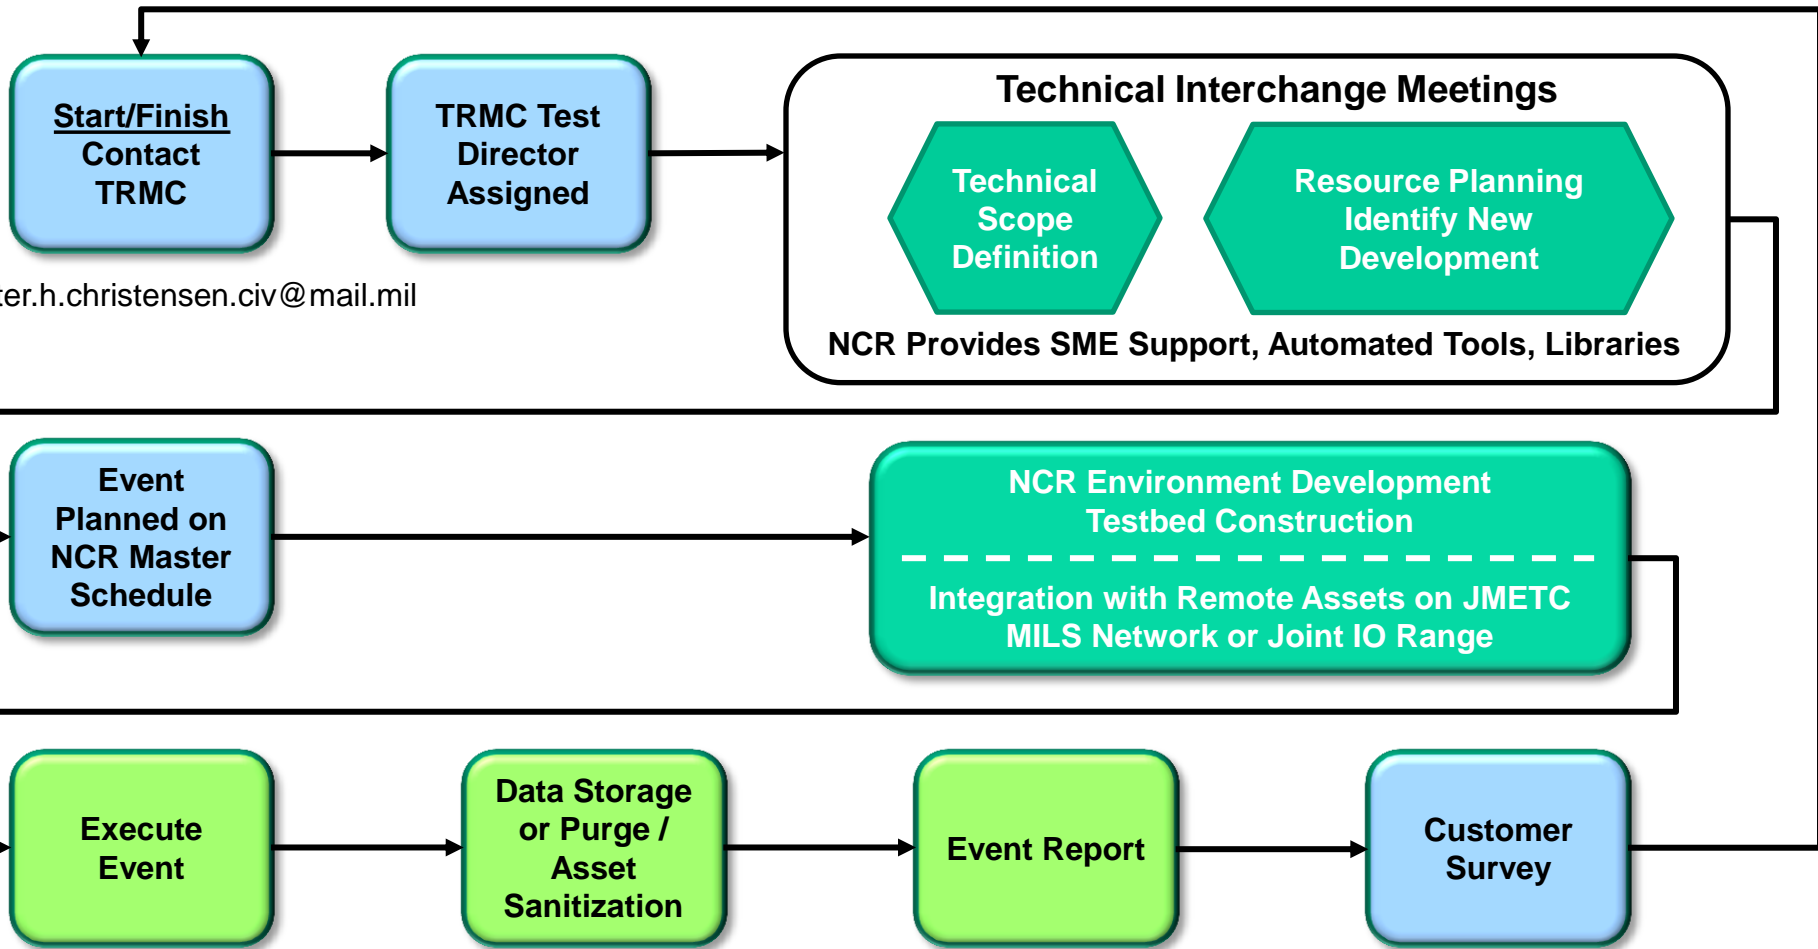 Start/Finish
Contact
TRMC
TRMC Test
Director
Assigned
Technical Interchange Meetings
Technical
Scope
Definition
Resource Planning
Identify New
Development
NCR Provides SME Support, Automated Tools, Libraries
ter.h.christensen.civ@mail.mil
Event
Planned on
NCR Master
Schedule
NCR Environment Development
Testbed Construction
Integration with Remote Assets on JMETC
MILS Network or Joint IO Range
Execute
Event
Data Storage
or Purge /
Asset
Sanitization
Event Report
Customer
Survey